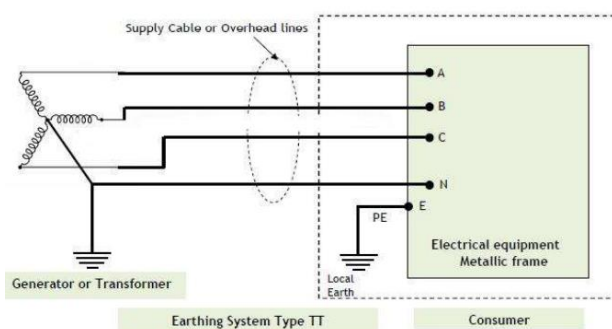 Supply Cable or Overhead lines
A
B
C
N
E
PE
Electrical equipment
Metallic frame
Local
Earth
Generator or Transformer
Earthing System Type TT
Consumer